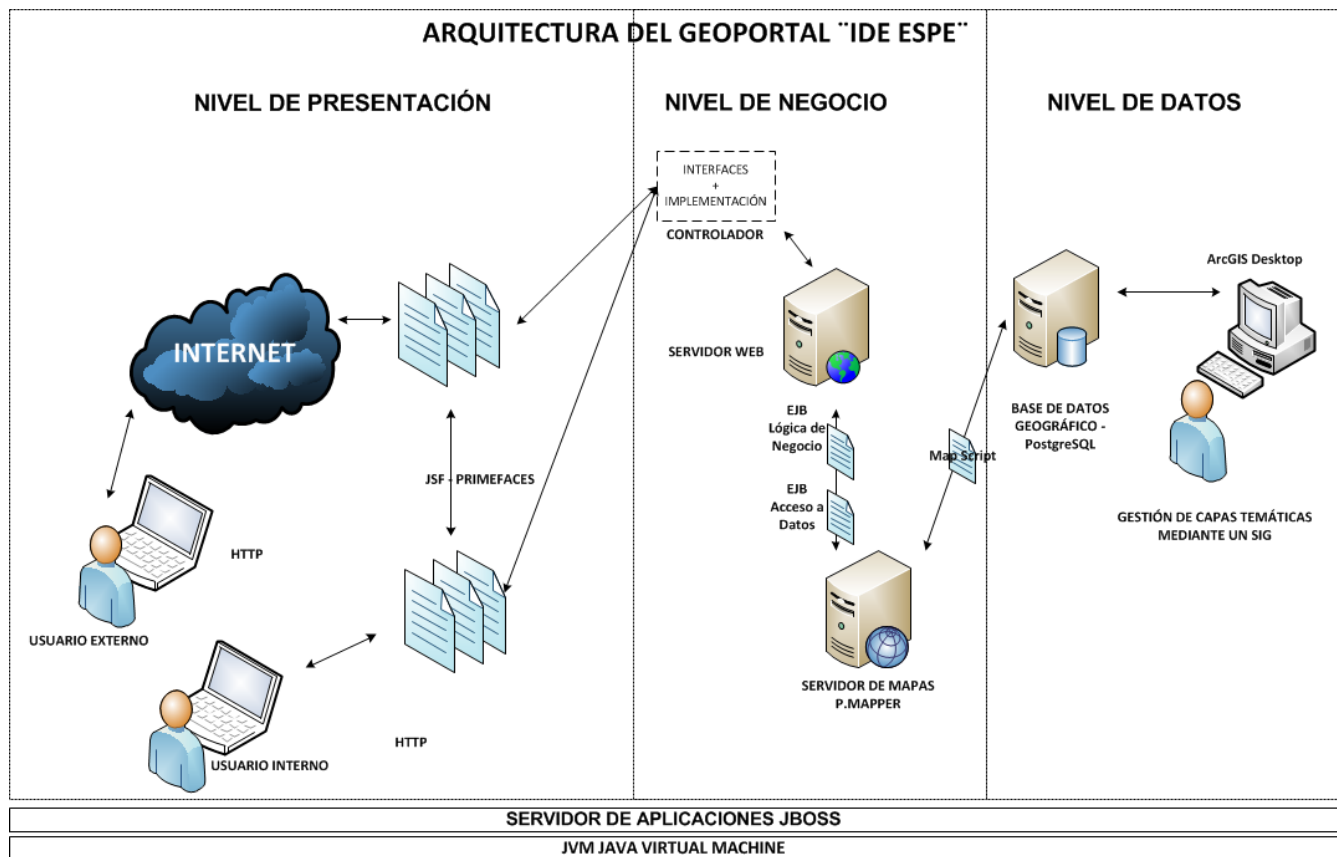 ARQUITECTURA DEL GEOPORTAL ¨IDE ESPE¨
NIVEL DE PRESENTACIÓN
NIVEL DE NEGOCIO
NIVEL DE DATOS
INTERFACES
+
IMPLEMENTACIÓN
CONTROLADOR
ArcGIS Desktop
INTERNET
SERVIDOR WEB
BASE DE DATOS
GEOGRÁFICO -
PostgreSQL
EJB
Lógica de
Negocio
Map Script
JSF - PRIMEFACES
EJB
Acceso a
Datos
GESTIÓN DE CAPAS TEMÁTICAS
MEDIANTE UN SIG
HTTP
USUARIO EXTERNO
SERVIDOR DE MAPAS
P.MAPPER
HTTP
USUARIO INTERNO
SERVIDOR DE APLICACIONES JBOSS
JVM JAVA VIRTUAL MACHINE